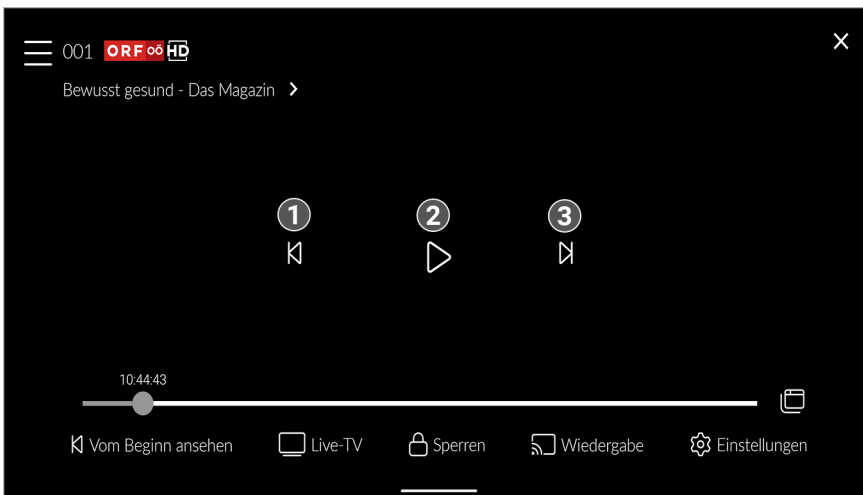 001 ORF oö HD
Bewusst gesund - Das Magazin
1 2 3
10:44:43
Vom Beginn ansehen Live-TV Sperren Wiedergabe Einstellungen